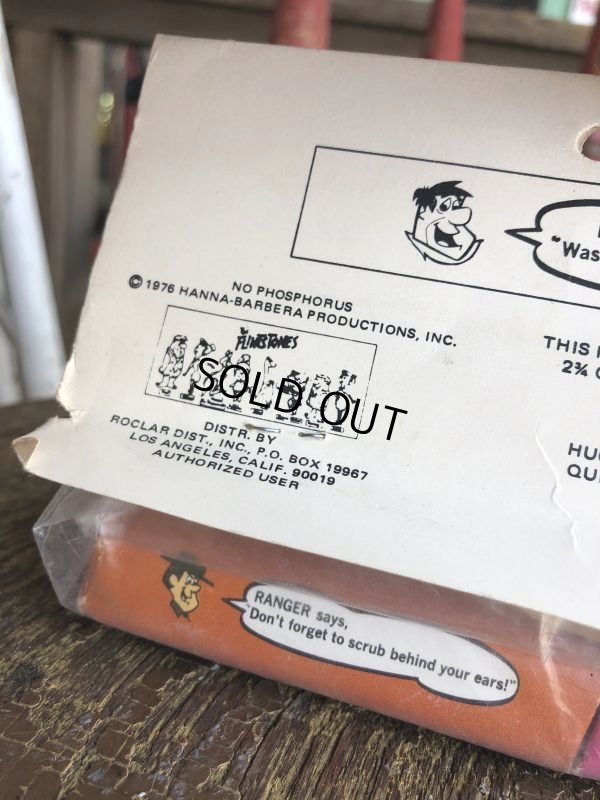 "Was
NO PHOSPHORUS
© 1976 HANNA-BARBERA PRODUCTIONS, INC.
THIS
2¾
The FLINTSTONES
SOLD OUT
DISTR. BY
ROCLAR DIST., INC., P.O. BOX 19967
LOS ANGELES, CALIF. 90019
AUTHORIZED USER
HU
QU
RANGER says,
"Don't forget to scrub behind your ears!"